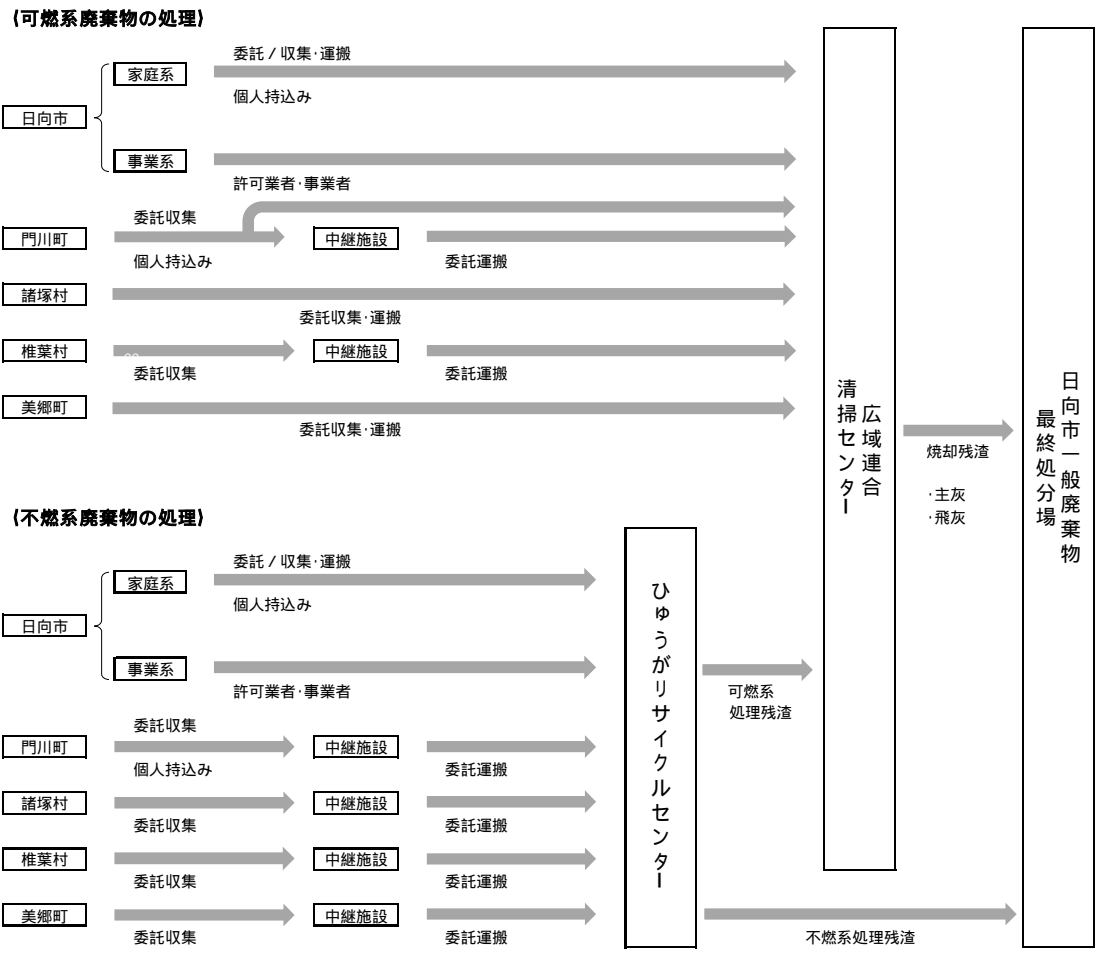 (可燃系廃棄物の処理)
委託/収集・運搬
家庭系
個人持込み
日向市
事業系
許可業者・事業者
委託収集
門川町
中継施設
個人持込み
委託運搬
諸塚村
委託収集・運搬
椎葉村
中継施設
委託収集
委託運搬
美郷町
委託収集・運搬
広域連合
清掃センター
焼却残渣
・主灰
・飛灰
日向市一般廃棄物
最終処分場
(不燃系廃棄物の処理)
委託/収集・運搬
家庭系
個人持込み
日向市
事業系
許可業者・事業者
委託収集
門川町
中継施設
個人持込み
委託運搬
諸塚村
中継施設
委託収集
委託運搬
椎葉村
中継施設
委託収集
委託運搬
美郷町
中継施設
委託収集
委託運搬
ひゅうがリサイクルセンター
可燃系
処理残渣
不燃系処理残渣